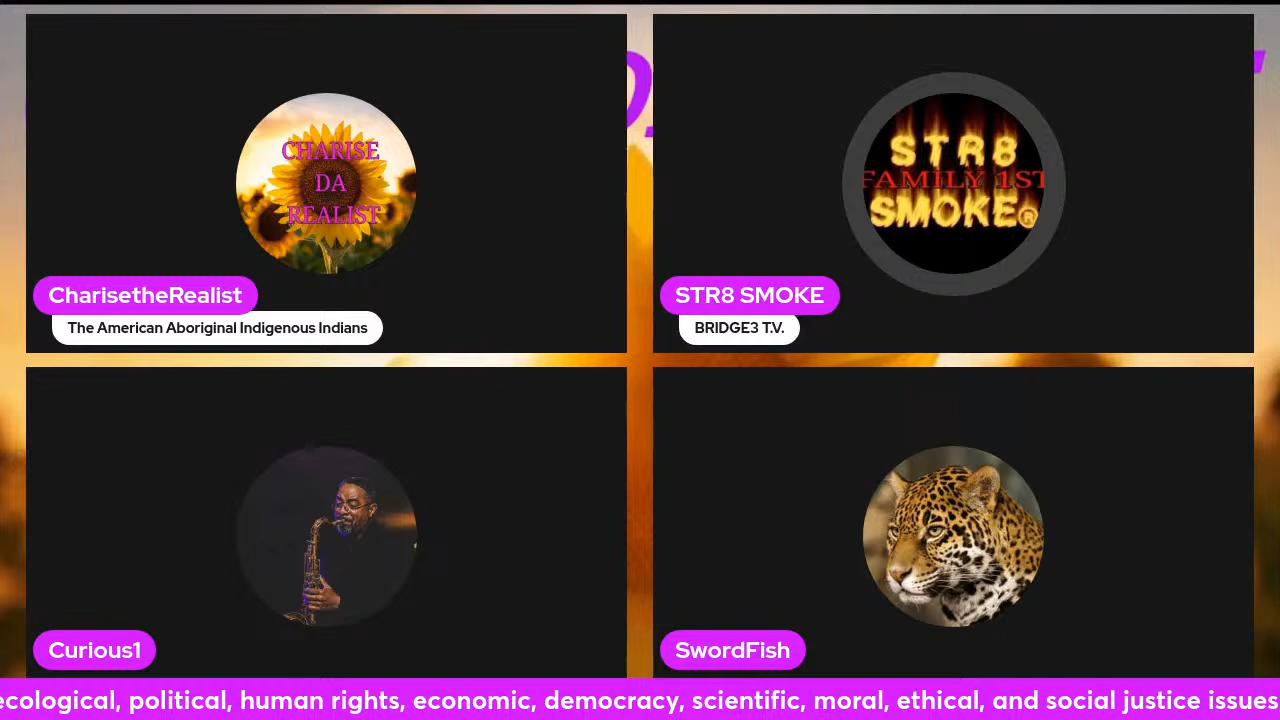 CHARISE
DA
REALIST
CharisetheRealist
The American Aboriginal Indigenous Indians
STR8
FAMILY 1ST
SMOKE®
STR8 SMOKE
BRIDGE3 T.V.
Curious1
SwordFish
ecological, political, human rights, economic, democracy, scientific, moral, ethical, and social justice issues